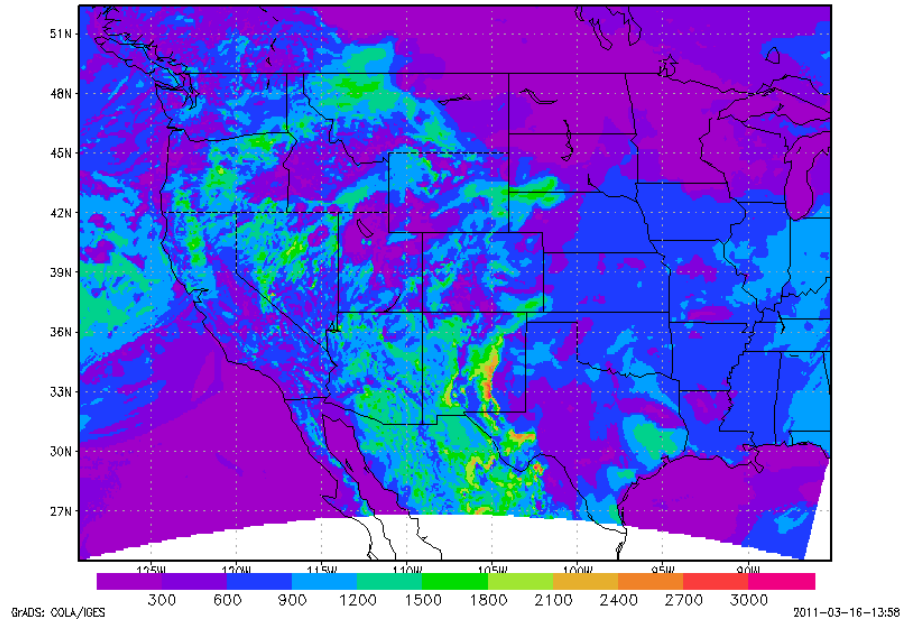 51N
48N
45N
42N
39N
36N
33N
30N
27N
125W 120W 115W 110W 105W 100W 95W 90W
300 600 900 1200 1500 1800 2100 2400 2700 3000
GrADS: COLA/IGES 2011-03-16-13:58